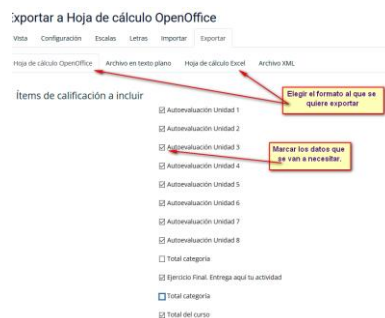 Exportar a Hoja de cálculo OpenOffice
Vista Configuración Escalas Letras Importar Exportar
Hoja de cálculo OpenOffice Archivo en texto plano Hoja de cálculo Excel Archivo XML
Elegir el formato al que se
quiere exportar
Ítems de calificación a incluir
Autoevaluación Unidad 1
Autoevaluación Unidad 2
Autoevaluación Unidad 3
Marcar los datos que
se van a necesitar.
Autoevaluación Unidad 4
Autoevaluación Unidad 5
Autoevaluación Unidad 6
Autoevaluación Unidad 7
Autoevaluación Unidad 8
Total categoría
Ejercicio Final. Entrega aquí tu actividad
Total categoría
Total del curso